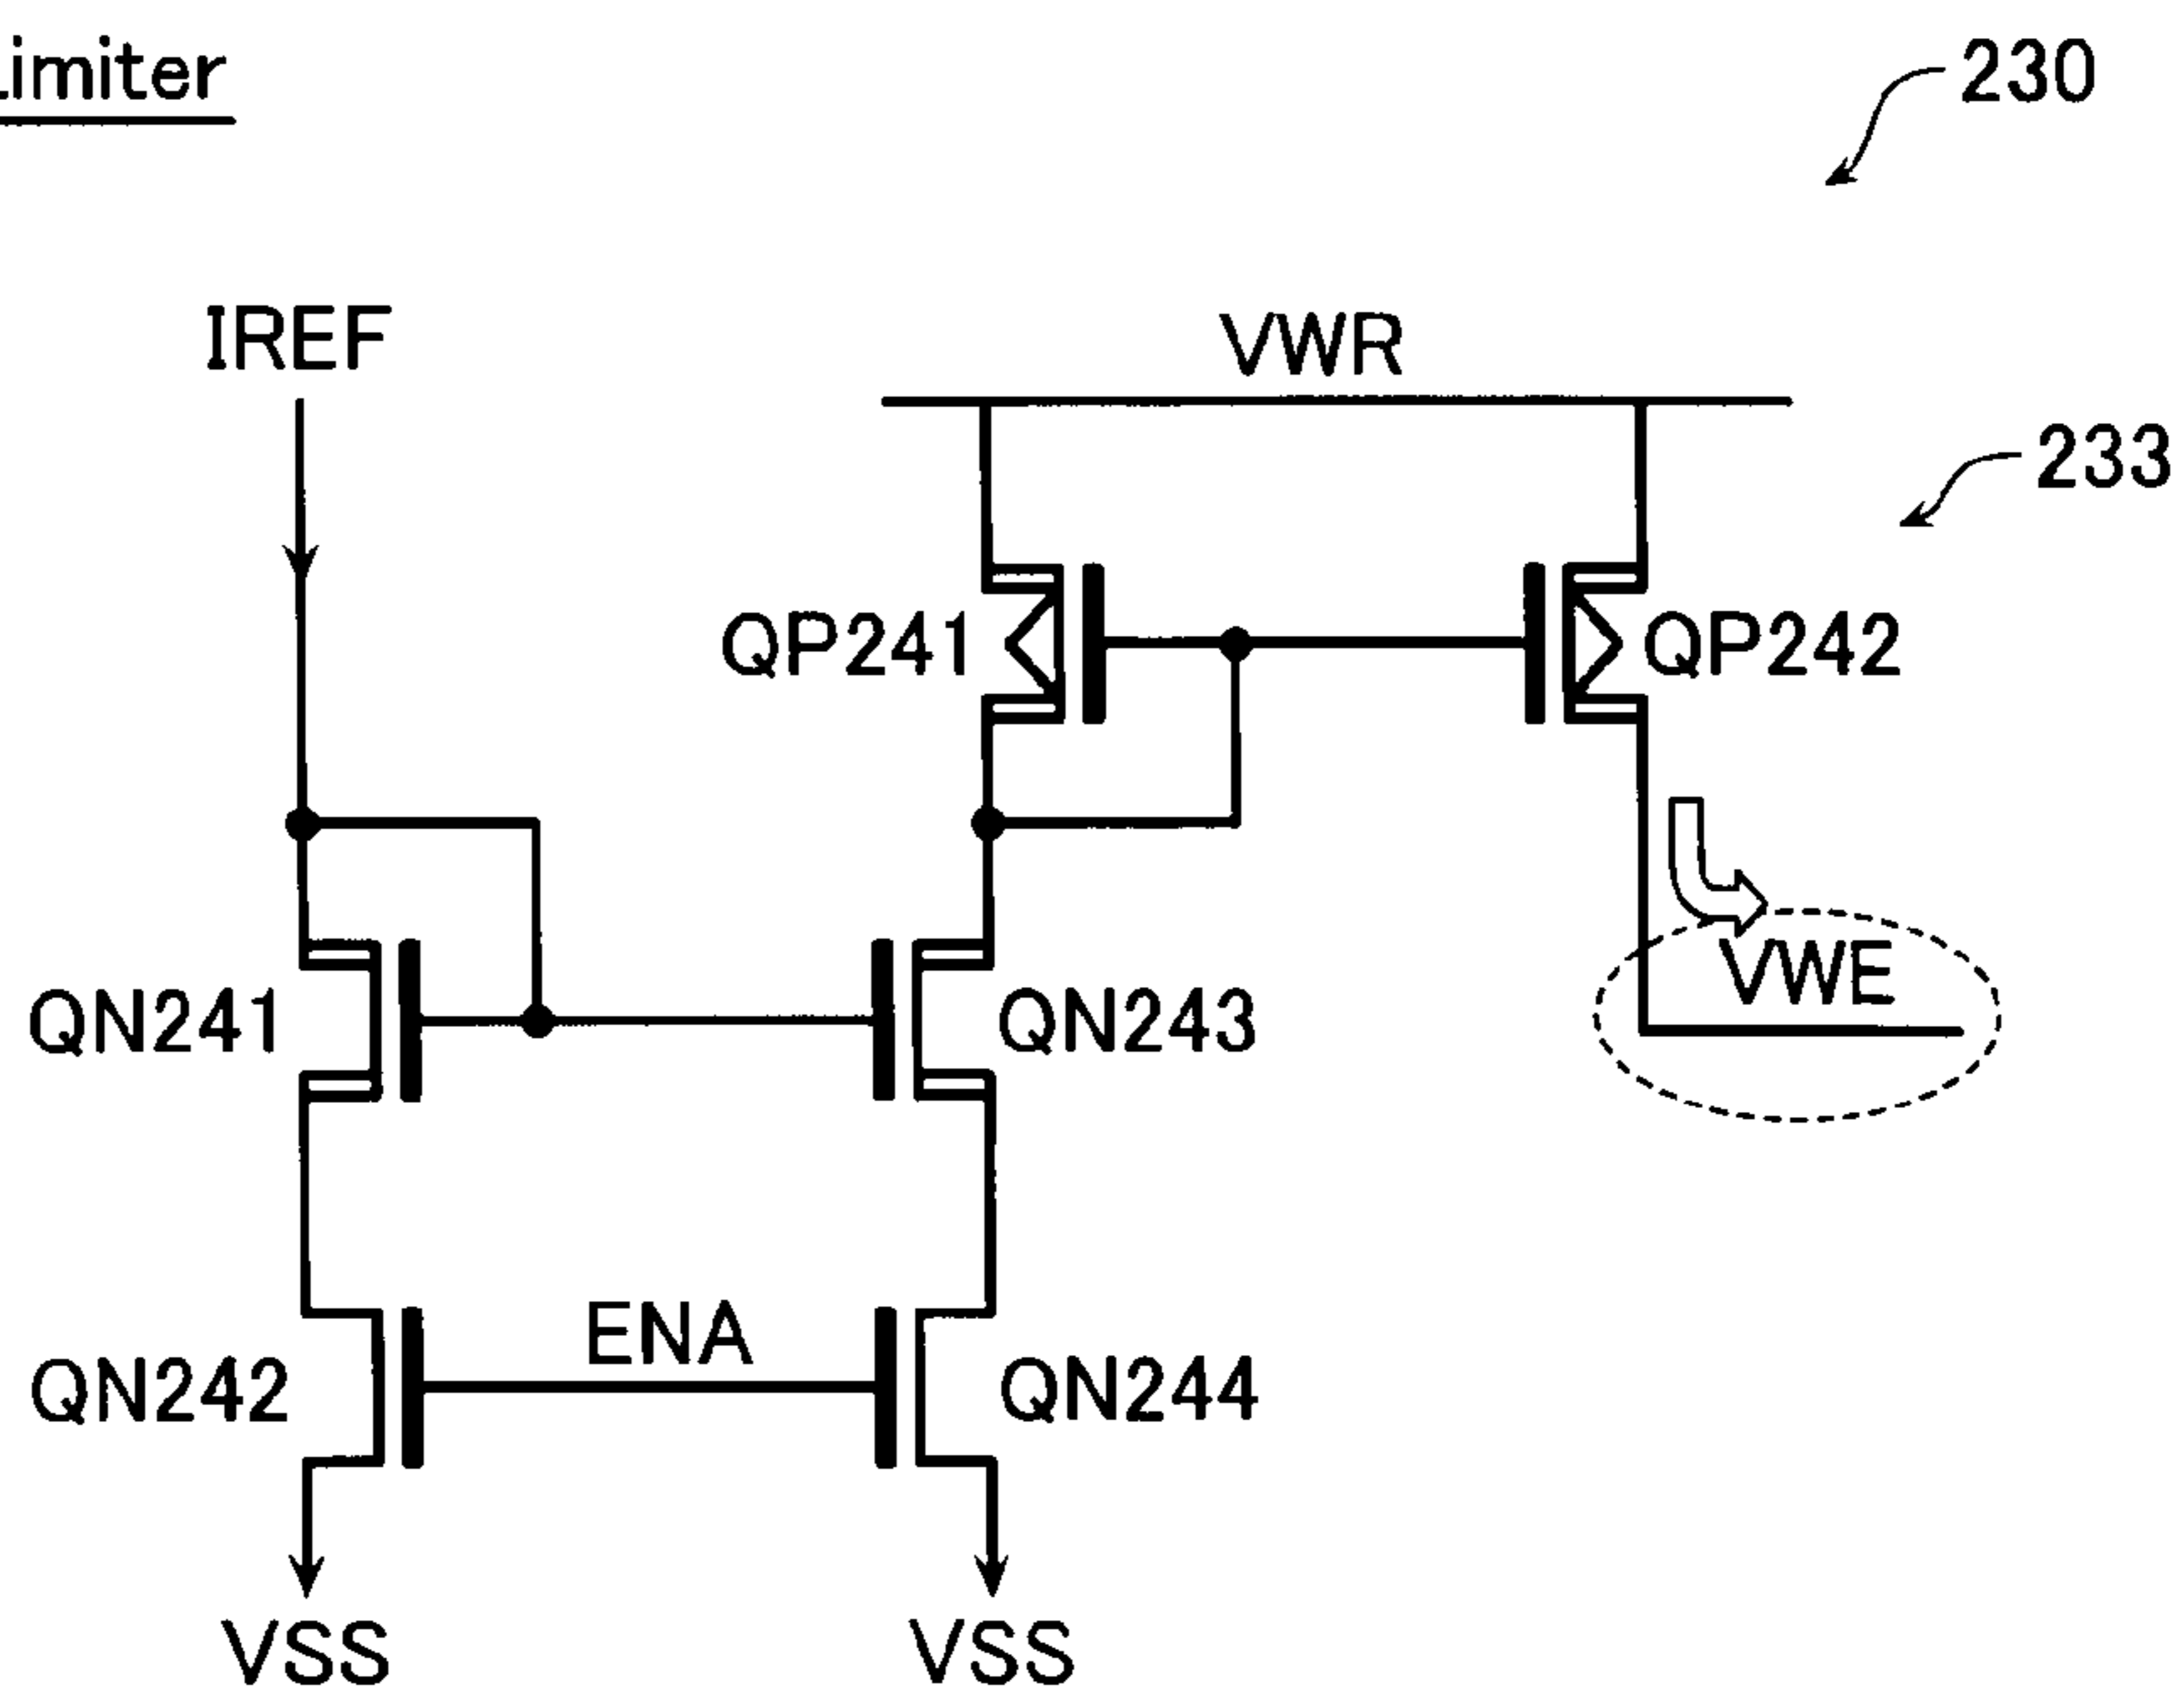 Limiter
230
IREF
VWR
233
QP241
QP242
VWE
QN241
QN243
ENA
QN242
QN244
VSS
VSS